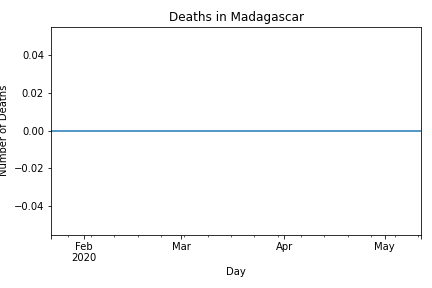 Deaths in Madagascar
Number of Deaths
0.04
0.02
0.00
−0.02
−0.04
Feb
2020
Mar
Apr
May
Day